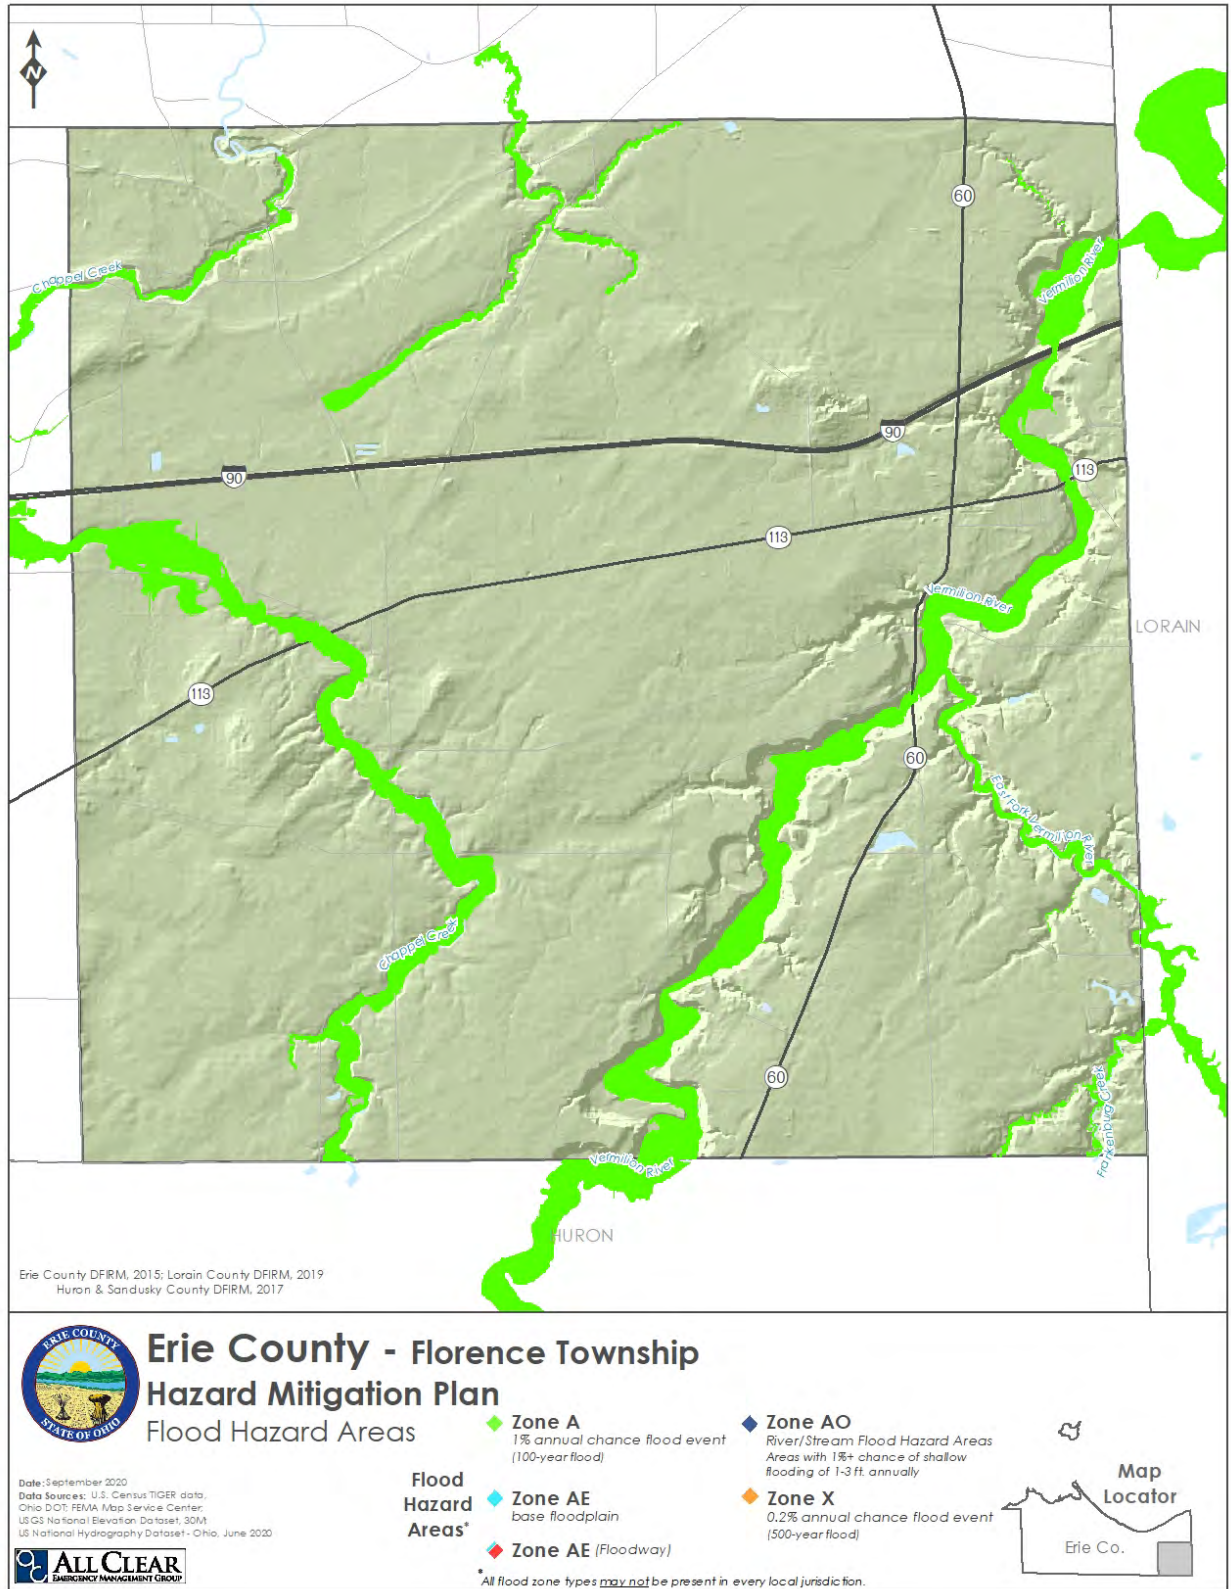 N
60
Chappel Creek
Vermilion River
90
90
113
113
Vermilion River
LORAIN
113
60
East Fork Vermilion River
Chappel Creek
60
Frankenburg Creek
Vermilion River
HURON
Erie County DFIRM, 2015; Lorain County DFIRM, 2019
Huron & Sandusky County DFIRM, 2017
ERIE COUNTY
STATE OF OHIO
Erie County - Florence Township
Hazard Mitigation Plan
Flood Hazard Areas
Date: September 2020
Data Sources: U.S. Census TIGER data,
Ohio DOT; FEMA Map Service Center;
USGS National Elevation Dataset, 30M;
US National Hydrography Dataset - Ohio, June 2020
ALL CLEAR
EMERGENCY MANAGEMENT GROUP
Flood
Hazard
Areas*
Zone A
1% annual chance flood event
(100-year flood)
Zone AE
base floodplain
Zone AE (Floodway)
Zone AO
River/Stream Flood Hazard Areas
Areas with 1%+ chance of shallow
flooding of 1-3 ft. annually
Zone X
0.2% annual chance flood event
(500-year flood)
*All flood zone types may not be present in every local jurisdiction.
Map
Locator
Erie Co.